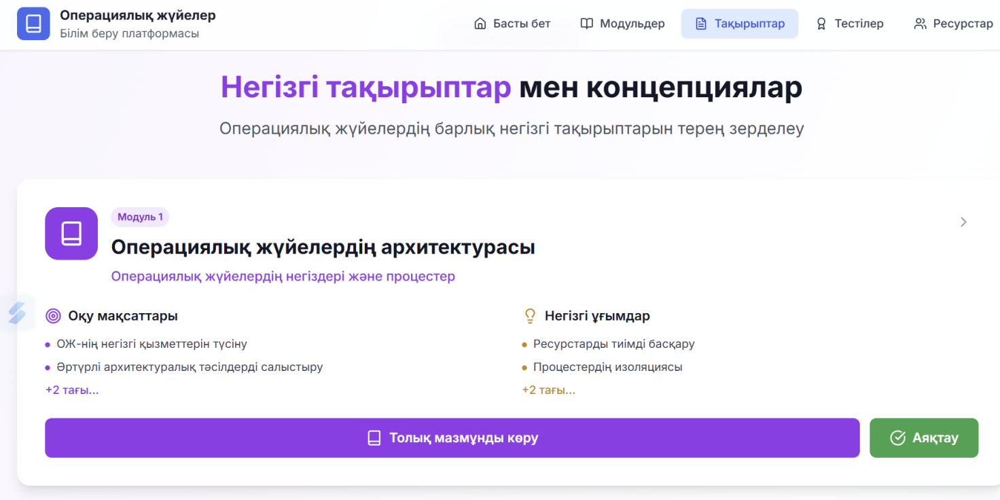 Операциялық жүйелер
Білім беру платформасы
Басты бет
Модульдер
Тақырыптар
Тестілер
Ресурстар
Негізгі тақырыптар мен концепциялар
Операциялық жүйелердің барлық негізгі тақырыптарын терең зерделеу
Модуль 1
Операциялық жүйелердің архитектурасы
Операциялық жүйелердің негіздері және процестер
Оқу мақсаттары
ОЖ-нің негізгі қызметтерін түсіну
Әртүрлі архитектуралық тәсілдерді салыстыру
+2 тағы...
Негізгі ұғымдар
Ресурстарды тиімді басқару
Процестердің изоляциясы
+2 тағы...
Толық мазмұнды көру
Аяқтау